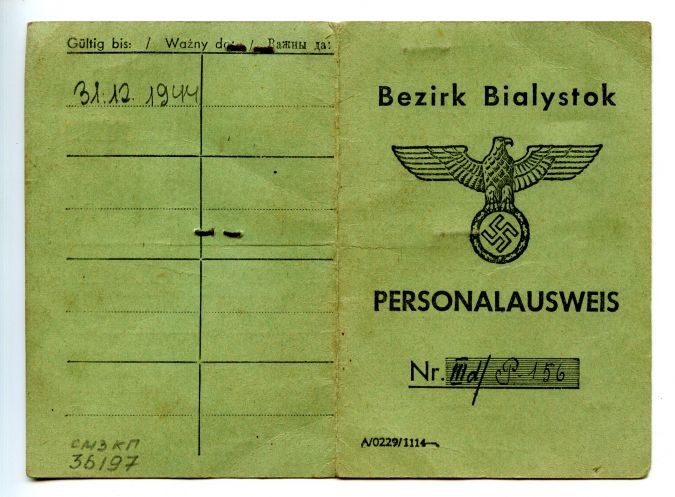 Gültig bis: / Ważny do: / Важны да:
31.12.1944
СМЗ КП
36197
Bezirk Bialystok
PERSONALAUSWEIS
Nr. III d/ P-156
A/0229/1114